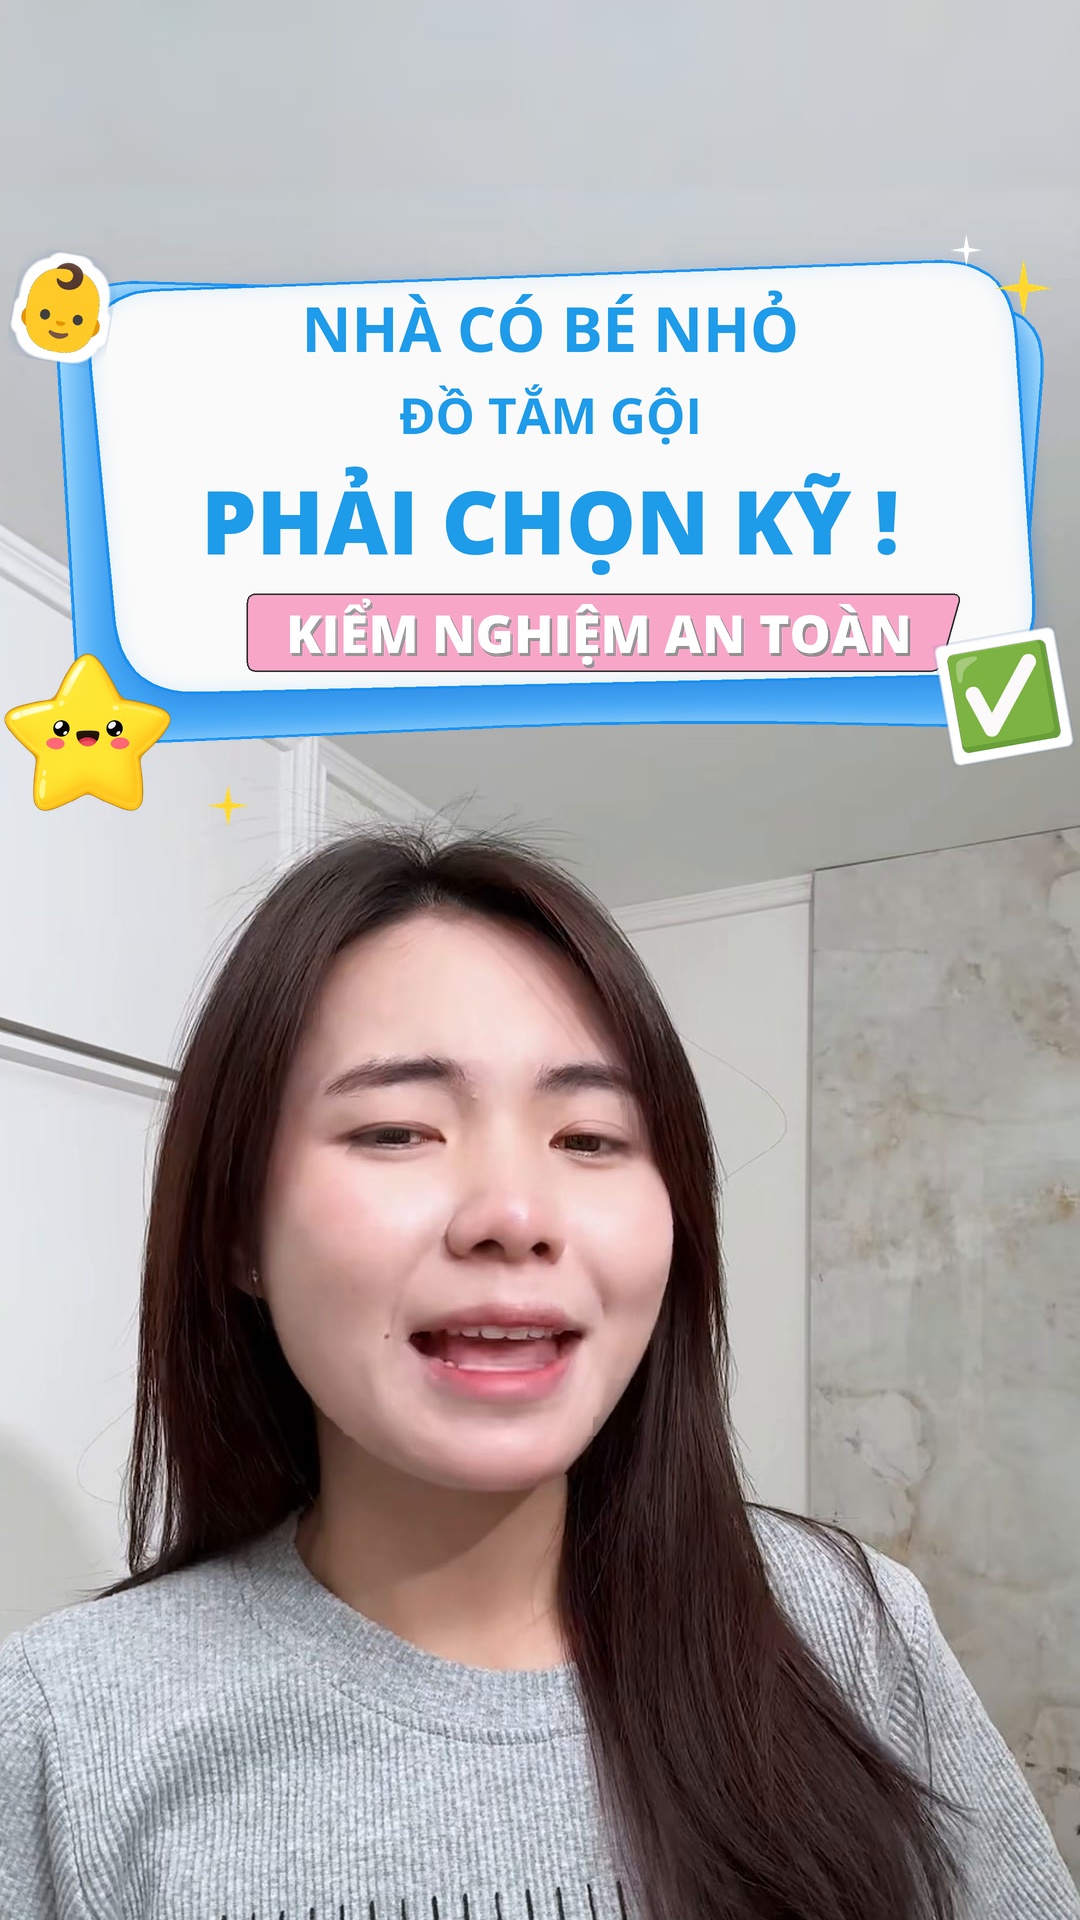 NHÀ CÓ BÉ NHỎ
ĐỒ TẮM GỘI
PHẢI CHỌN KỸ !
KIỂM NGHIỆM AN TOÀN